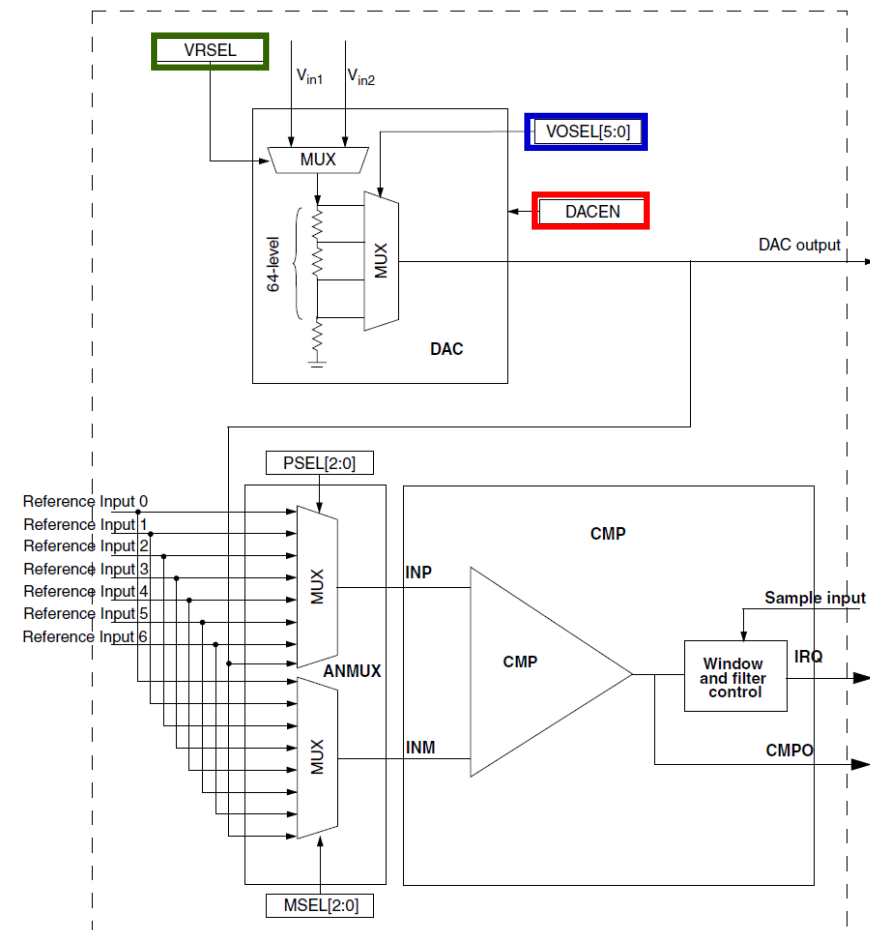 VRSEL
Vin1
Vin2
VOSEL[5:0]
MUX
DACEN
64-level
MUX
DAC output
DAC
PSEL[2:0]
Reference Input 0
Reference Input 1
Reference Input 2
Reference Input 3
Reference Input 4
Reference Input 5
Reference Input 6
MUX
INP
ANMUX
MUX
INM
MSEL[2:0]
CMP
CMP
Sample input
Window
and filter
control
IRQ
CMPO